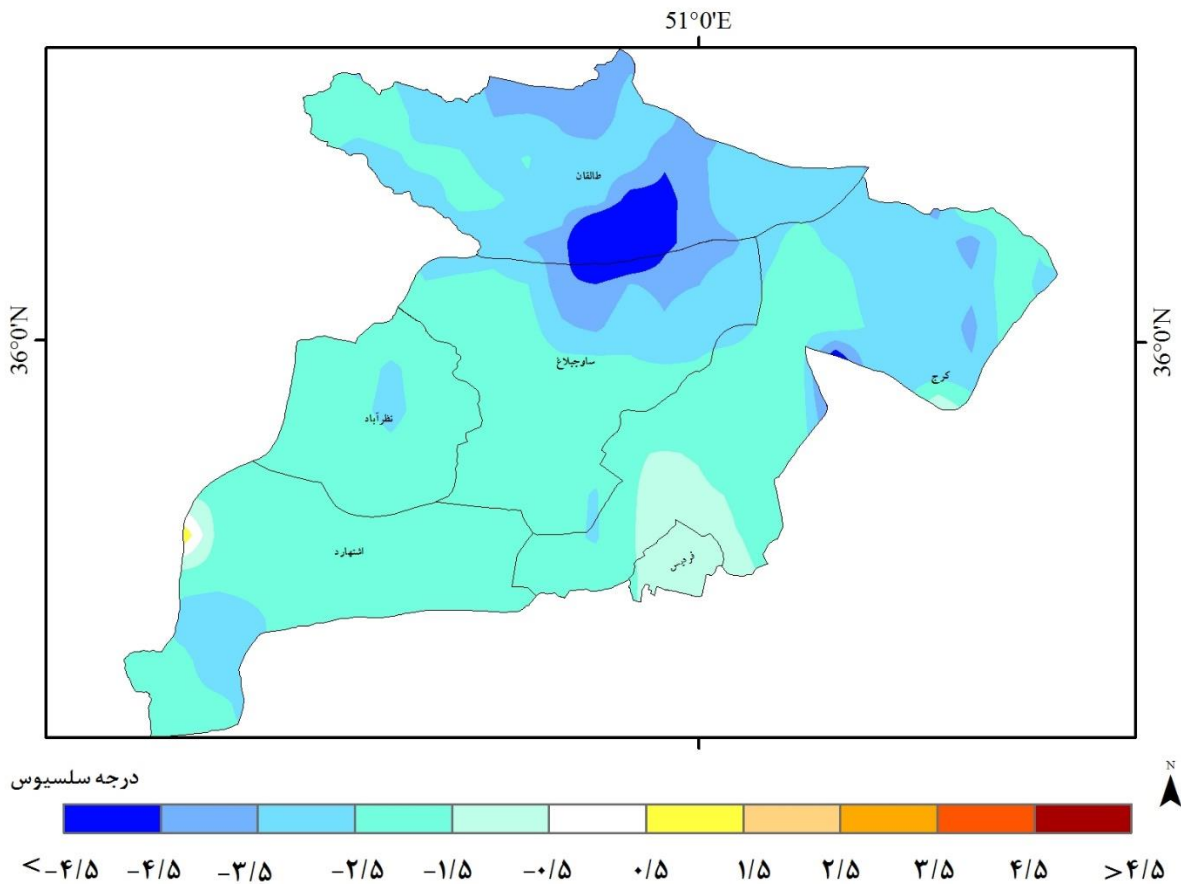 51°0'E
36°0'N
36°0'N
طالقان
ساوجبلاغ
کرج
نظرآباد
اشتهارد
فردیس
درجه سلسیوس
N
<-۴/۵ -۴/۵ -۳/۵ -۲/۵ -۱/۵ -۰/۵ ۰/۵ ۱/۵ ۲/۵ ۳/۵ ۴/۵ >۴/۵